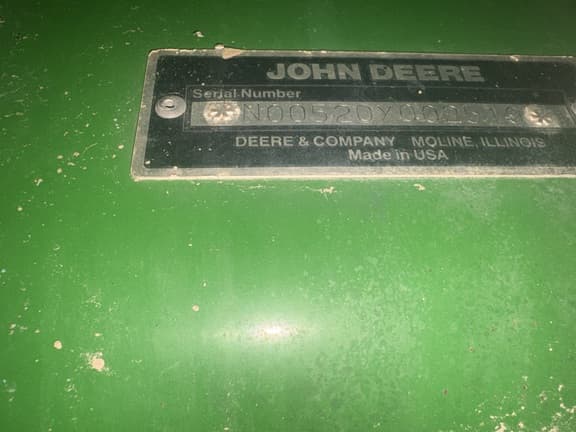 JOHN DEERE
Serial Number
DEERE & COMPANY MOLINE, ILLINOIS
Made in USA